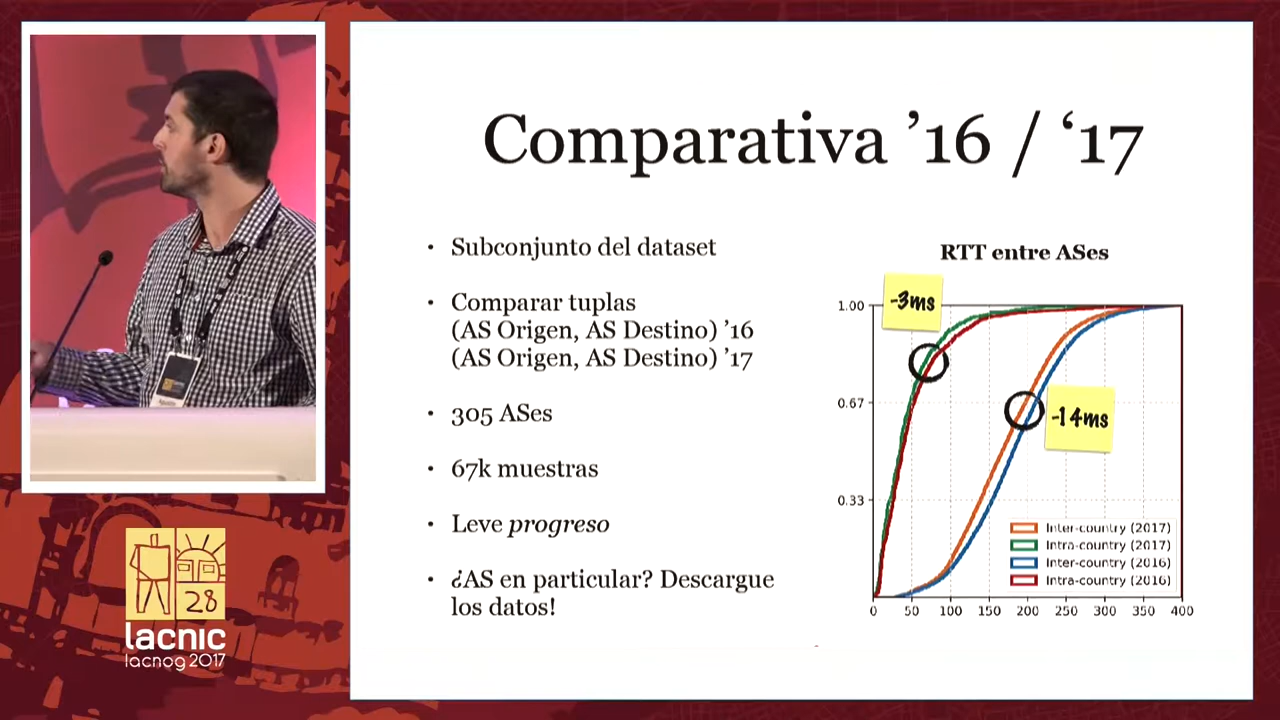 Comparativa ’16 / ‘17
• Subconjunto del dataset
• Comparar tuplas
(AS Origen, AS Destino) ’16
(AS Origen, AS Destino) ’17
• 305 ASes
• 67k muestras
• Leve progreso
• ¿AS en particular? Descargue
los datos!
RTT entre ASes
-3ms
-14ms
1.00
0.67
0.33
Inter-country (2017)
Intra-country (2017)
Inter-country (2016)
Intra-country (2016)
0 50 100 150 200 250 300 350 400
28
lacnic
lacnog 2017